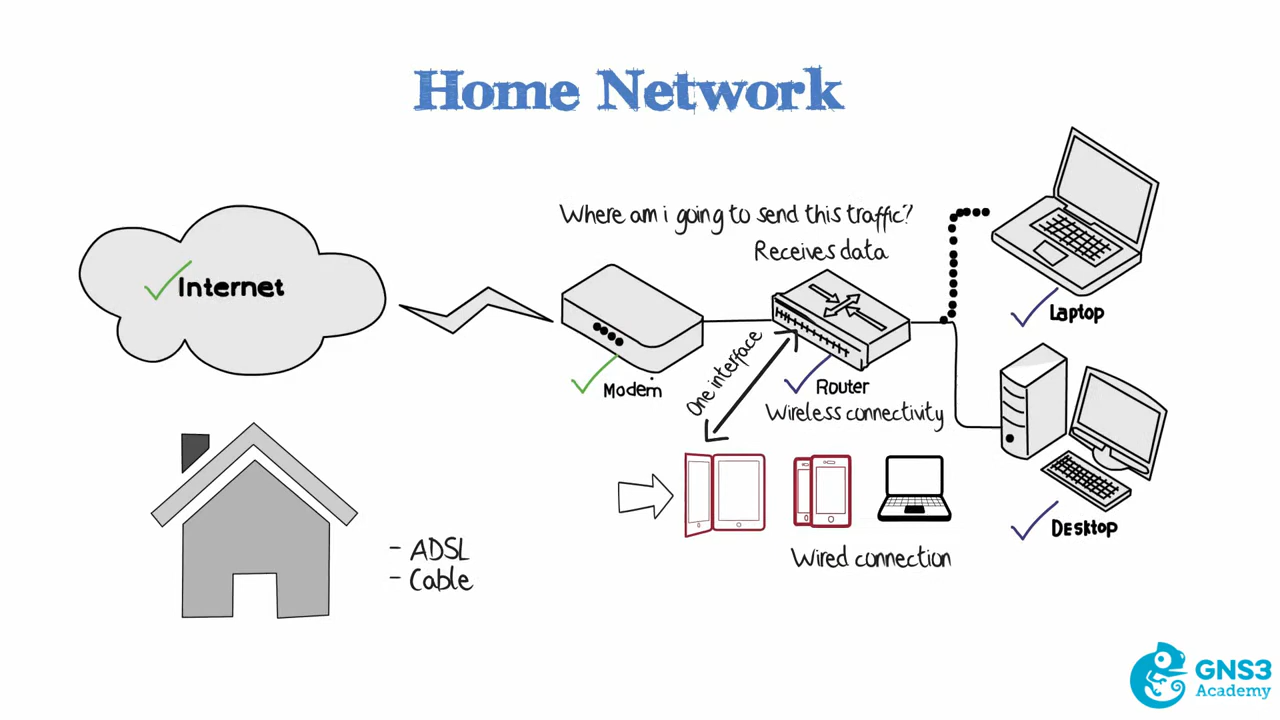 Home Network
Where am i going to send this traffic?
Receives data
Internet
Laptop
One interface
Modem
Router
Wireless connectivity
Desktop
- ADSL
- Cable
Wired connection
GNS3
Academy